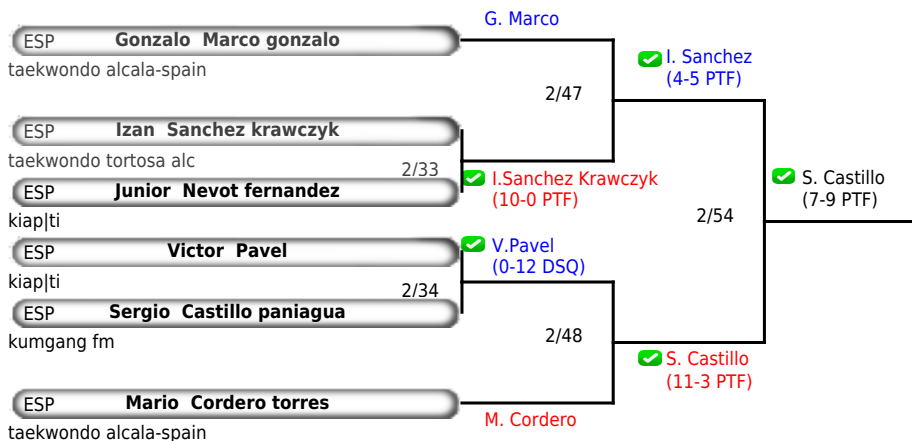 G. Marco
ESP Gonzalo Marco gonzalo
taekwondo alcala-spain
I. Sanchez
(4-5 PTF)
2/47
ESP Izan Sanchez krawczyk
taekwondo tortosa alc
2/33
I.Sanchez Krawczyk
(10-0 PTF)
ESP Junior Nevot fernandez
kiap|ti
S. Castillo
(7-9 PTF)
2/54
ESP Victor Pavel
kiap|ti
V.Pavel
(0-12 DSQ)
2/34
ESP Sergio Castillo paniagua
kumgang fm
2/48
S. Castillo
(11-3 PTF)
ESP Mario Cordero torres
M. Cordero
taekwondo alcala-spain